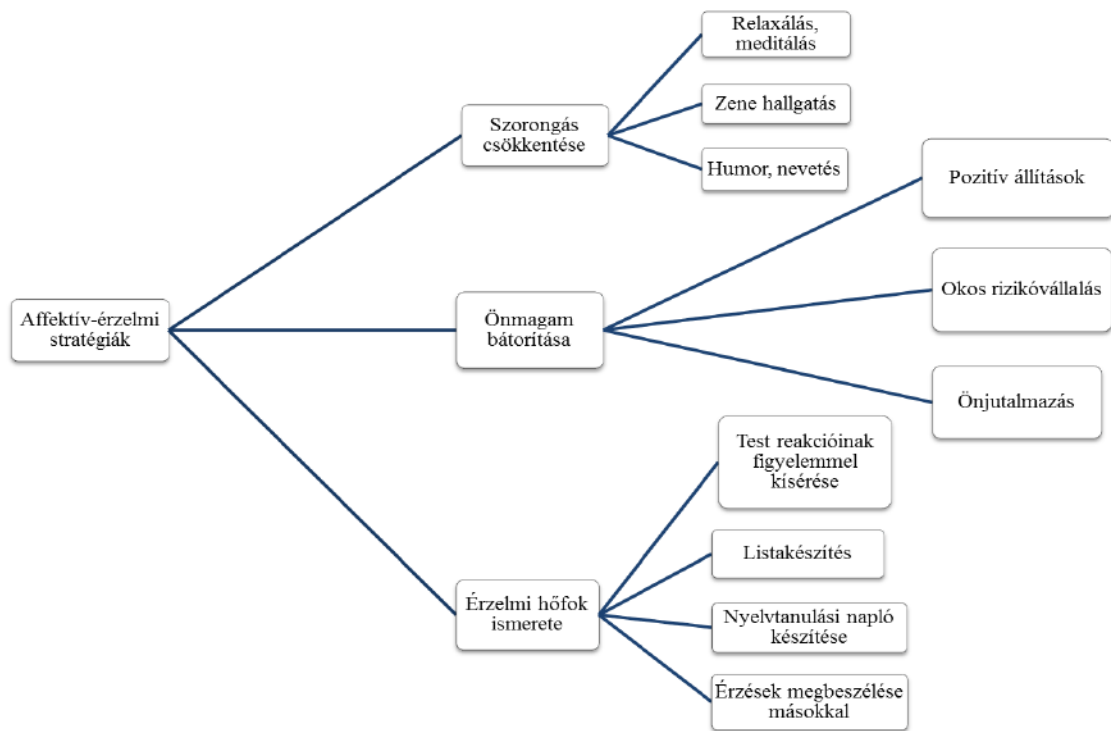 Affektív-érzelmi
stratégiák
Szorongás
csökkentése
Relaxálás,
meditálás
Zene hallgatás
Humor, nevetés
Önmagam
bátorítása
Pozitív állítások
Okos rizikóvállalás
Önjutalmazás
Érzelmi hőfok
ismerete
Test reakcióinak
figyelemmel
kísérése
Listakészítés
Nyelvtanulási napló
készítése
Érzések megbeszélése
másokkal